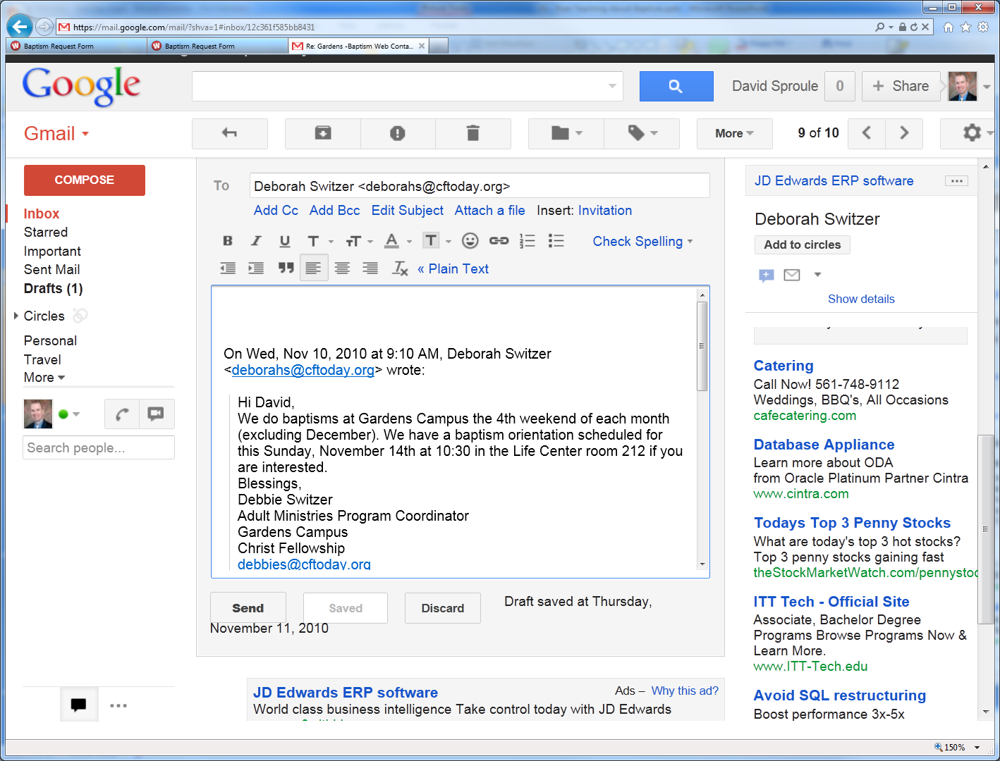 https://mail.google.com/mail/?shva=1#inbox/12c361f585bb8431
Baptism Request Form
Baptism Request Form
Re: Gardens -Baptism Web Conta...
Google
David Sproule
0
+ Share
Gmail
More
9 of 10
COMPOSE
Inbox
Starred
Important
Sent Mail
Drafts (1)
Circles
Personal
Travel
More
Search people...
To
Deborah Switzer <deborahs@cftoday.org>
Add Cc Add Bcc Edit Subject Attach a file Insert: Invitation
B I U T T A T Check Spelling
« Plain Text
On Wed, Nov 10, 2010 at 9:10 AM, Deborah Switzer
<deborahs@cftoday.org> wrote:
Hi David,
We do baptisms at Gardens Campus the 4th weekend of each month
(excluding December). We have a baptism orientation scheduled for
this Sunday, November 14th at 10:30 in the Life Center room 212 if you
are interested.
Blessings,
Debbie Switzer
Adult Ministries Program Coordinator
Gardens Campus
Christ Fellowship
debbies@cftoday.org
Send
Saved
Discard
Draft saved at Thursday,
November 11, 2010
JD Edwards ERP software
Ads – Why this ad?
World class business intelligence Take control today with JD Edwards
JD Edwards ERP software
Deborah Switzer
Add to circles
Show details
Catering
Call Now! 561-748-9112
Weddings, BBQ's, All Occasions
cafecatering.com
Database Appliance
Learn more about ODA
from Oracle Platinum Partner Cintra
www.cintra.com
Todays Top 3 Penny Stocks
What are today's top 3 hot stocks?
Top 3 penny stocks gaining fast
theStockMarketWatch.com/pennystoc
ITT Tech - Official Site
Associate, Bachelor Degree
Programs Browse Programs Now &
Learn More.
www.ITT-Tech.edu
Avoid SQL restructuring
Boost performance 3x-5x
150%